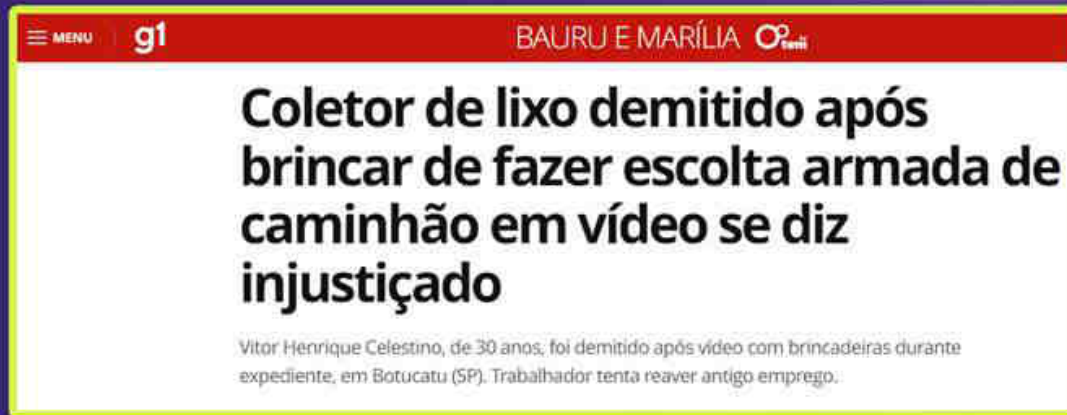 MENU
g1
BAURU E MARÍLIA
tem
Coletor de lixo demitido após
brincar de fazer escolta armada de
caminhão em vídeo se diz
injustiçado
Vitor Henrique Celestino, de 30 anos, foi demitido após vídeo com brincadeiras durante
expediente, em Botucatu (SP). Trabalhador tenta reaver antigo emprego.